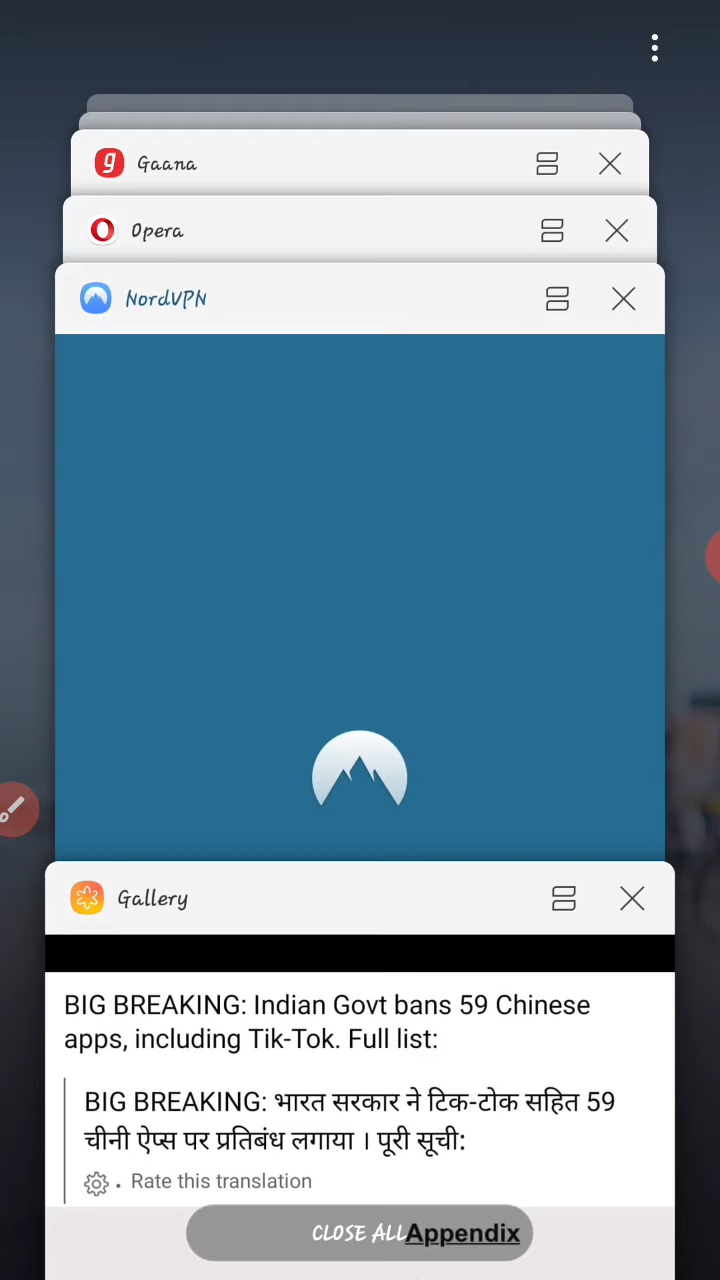 Gaana
Opera
NordVPN
Gallery
BIG BREAKING: Indian Govt bans 59 Chinese
apps, including Tik-Tok. Full list:
BIG BREAKING: भारत सरकार ने टिक-टोक सहित 59
चीनी ऐप्स पर प्रतिबंध लगाया । पूरी सूची:
Rate this translation
CLOSE ALL
Appendix